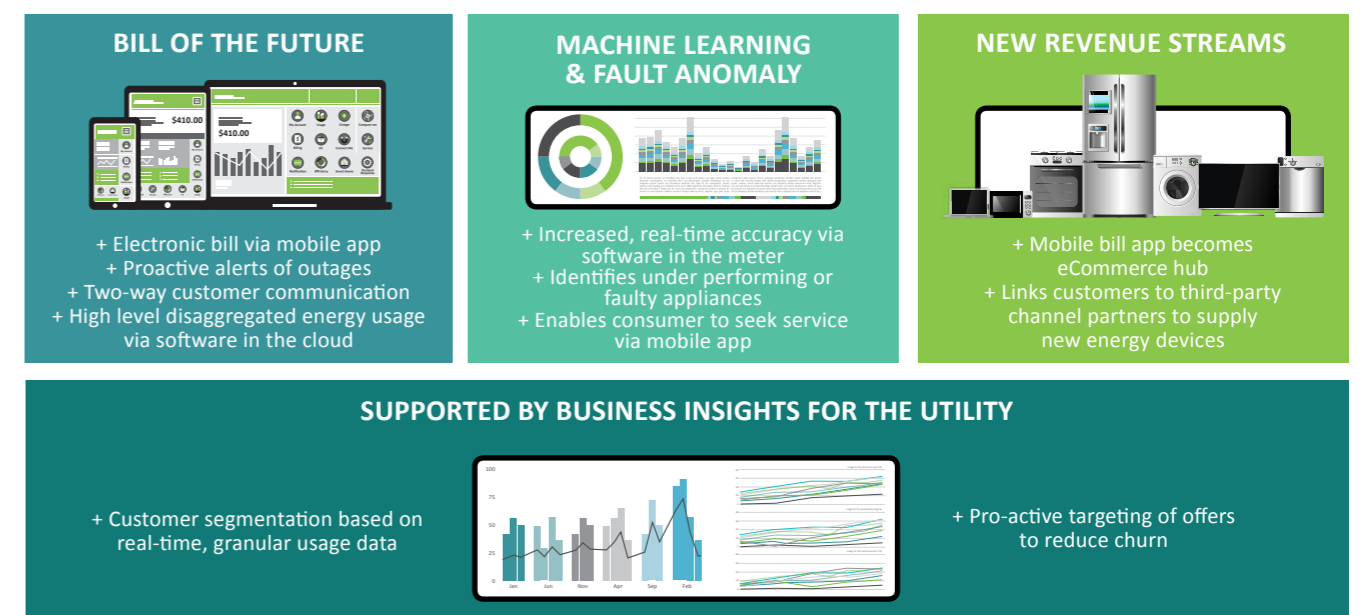 BILL OF THE FUTURE
$410.00
$410.00
+ Electronic bill via mobile app
+ Proactive alerts of outages
+ Two-way customer communication
+ High level disaggregated energy usage
via software in the cloud
MACHINE LEARNING
& FAULT ANOMALY
+ Increased, real-time accuracy via
software in the meter
+ Identifies under performing or
faulty appliances
+ Enables consumer to seek service
via mobile app
NEW REVENUE STREAMS
+ Mobile bill app becomes
eCommerce hub
+ Links customers to third-party
channel partners to supply
new energy devices
SUPPORTED BY BUSINESS INSIGHTS FOR THE UTILITY
+ Customer segmentation based on
real-time, granular usage data
100
75
50
25
0
Jan Jun Nov Apr Sep Feb
+ Pro-active targeting of offers
to reduce churn